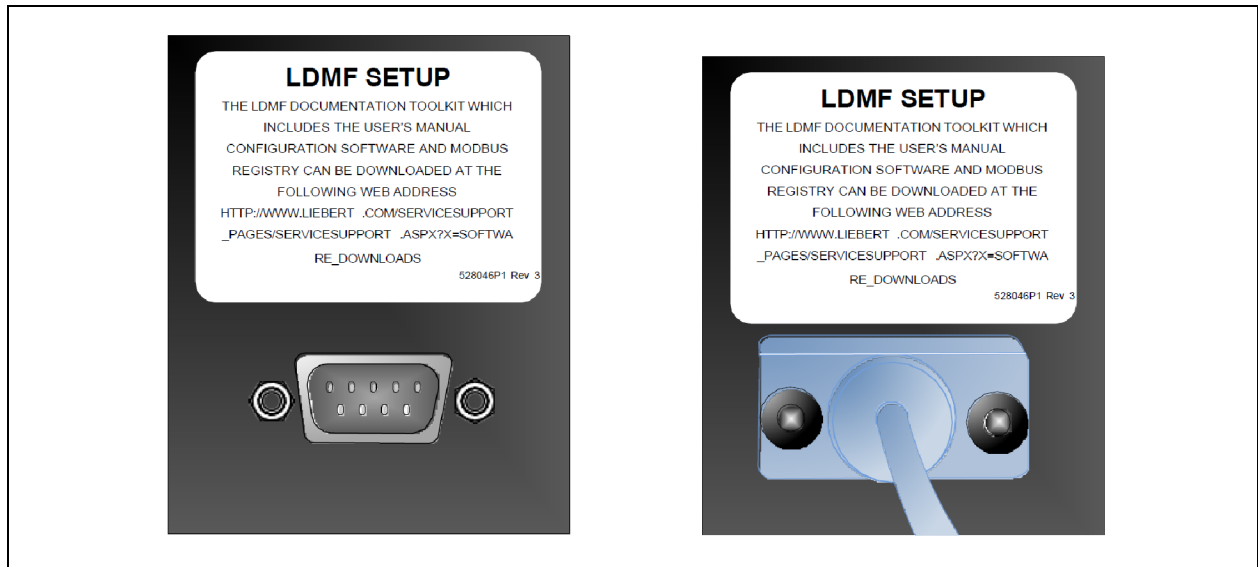 LDMF SETUP
THE LDMF DOCUMENTATION TOOLKIT WHICH
INCLUDES THE USER'S MANUAL
CONFIGURATION SOFTWARE AND MODBUS
REGISTRY CAN BE DOWNLOADED AT THE
FOLLOWING WEB ADDRESS
HTTP://WWW.LIEBERT .COM/SERVICESUPPORT
_PAGES/SERVICESUPPORT .ASPX?X=SOFTWA
RE_DOWNLOADS
528046P1 Rev 3
LDMF SETUP
THE LDMF DOCUMENTATION TOOLKIT WHICH
INCLUDES THE USER'S MANUAL
CONFIGURATION SOFTWARE AND MODBUS
REGISTRY CAN BE DOWNLOADED AT THE
FOLLOWING WEB ADDRESS
HTTP://WWW.LIEBERT .COM/SERVICESUPPORT
_PAGES/SERVICESUPPORT .ASPX?X=SOFTWA
RE_DOWNLOADS
528046P1 Rev 3